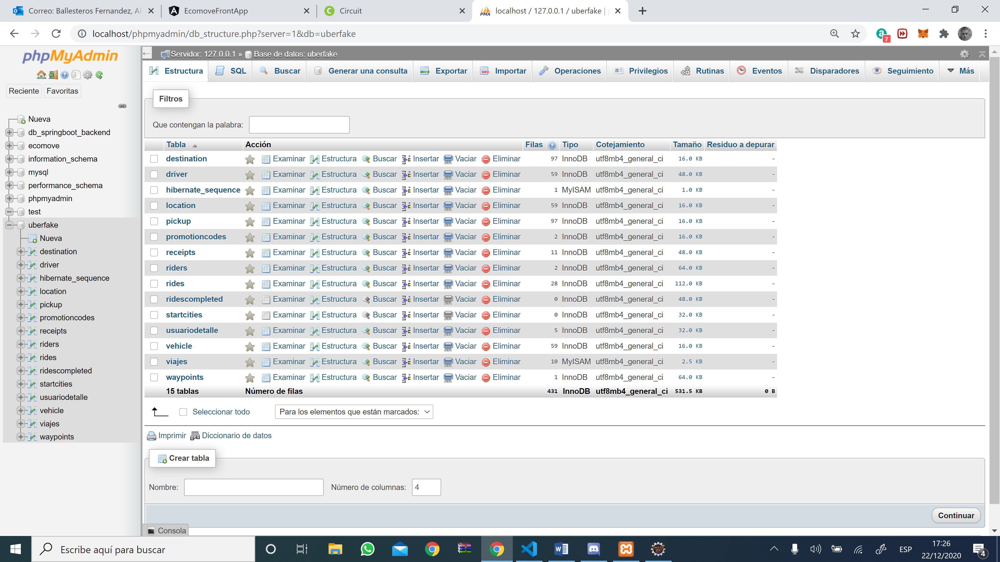 Correo: Ballesteros Fernandez, Al
EcomoveFrontApp
Circuit
localhost / 127.0.0.1 / uberfake |
localhost/phpmyadmin/db_structure.php?server=1&db=uberfake
7
phpMyAdmin
Reciente Favoritas
Nueva
db_springboot_backend
ecomove
information_schema
mysql
performance_schema
phpmyadmin
test
uberfake
Nueva
destination
driver
hibernate_sequence
location
pickup
promotioncodes
receipts
riders
rides
ridescompleted
startcities
usuariodetalle
vehicle
viajes
waypoints
Servidor: 127.0.0.1 » Base de datos: uberfake
Estructura SQL Buscar Generar una consulta Exportar Importar Operaciones Privilegios Rutinas Eventos Disparadores Seguimiento Más
Filtros
Que contengan la palabra:
Tabla Acción Filas Tipo Cotejamiento Tamaño Residuo a depurar
destination Examinar Estructura Buscar Insertar Vaciar Eliminar 97 InnoDB utf8mb4_general_ci 16.0 KB -
driver Examinar Estructura Buscar Insertar Vaciar Eliminar 59 InnoDB utf8mb4_general_ci 48.0 KB -
hibernate_sequence Examinar Estructura Buscar Insertar Vaciar Eliminar 1 MyISAM utf8mb4_general_ci 1.0 KB -
location Examinar Estructura Buscar Insertar Vaciar Eliminar 59 InnoDB utf8mb4_general_ci 16.0 KB -
pickup Examinar Estructura Buscar Insertar Vaciar Eliminar 97 InnoDB utf8mb4_general_ci 16.0 KB -
promotioncodes Examinar Estructura Buscar Insertar Vaciar Eliminar 2 InnoDB utf8mb4_general_ci 16.0 KB -
receipts Examinar Estructura Buscar Insertar Vaciar Eliminar 11 InnoDB utf8mb4_general_ci 48.0 KB -
riders Examinar Estructura Buscar Insertar Vaciar Eliminar 2 InnoDB utf8mb4_general_ci 64.0 KB -
rides Examinar Estructura Buscar Insertar Vaciar Eliminar 28 InnoDB utf8mb4_general_ci 112.0 KB -
ridescompleted Examinar Estructura Buscar Insertar Vaciar Eliminar 0 InnoDB utf8mb4_general_ci 48.0 KB -
startcities Examinar Estructura Buscar Insertar Vaciar Eliminar 0 InnoDB utf8mb4_general_ci 32.0 KB -
usuariodetalle Examinar Estructura Buscar Insertar Vaciar Eliminar 5 InnoDB utf8mb4_general_ci 32.0 KB -
vehicle Examinar Estructura Buscar Insertar Vaciar Eliminar 59 InnoDB utf8mb4_general_ci 16.0 KB -
viajes Examinar Estructura Buscar Insertar Vaciar Eliminar 10 MyISAM utf8mb4_general_ci 2.5 KB -
waypoints Examinar Estructura Buscar Insertar Vaciar Eliminar 1 InnoDB utf8mb4_general_ci 64.0 KB -
15 tablas Número de filas 431 InnoDB utf8mb4_general_ci 531.5 KB 0 B
Seleccionar todo Para los elementos que están marcados:
Imprimir Diccionario de datos
Crear tabla
Nombre: Número de columnas: 4
Continuar
Consola
Escribe aquí para buscar
ESP
17:26
22/12/2020
4